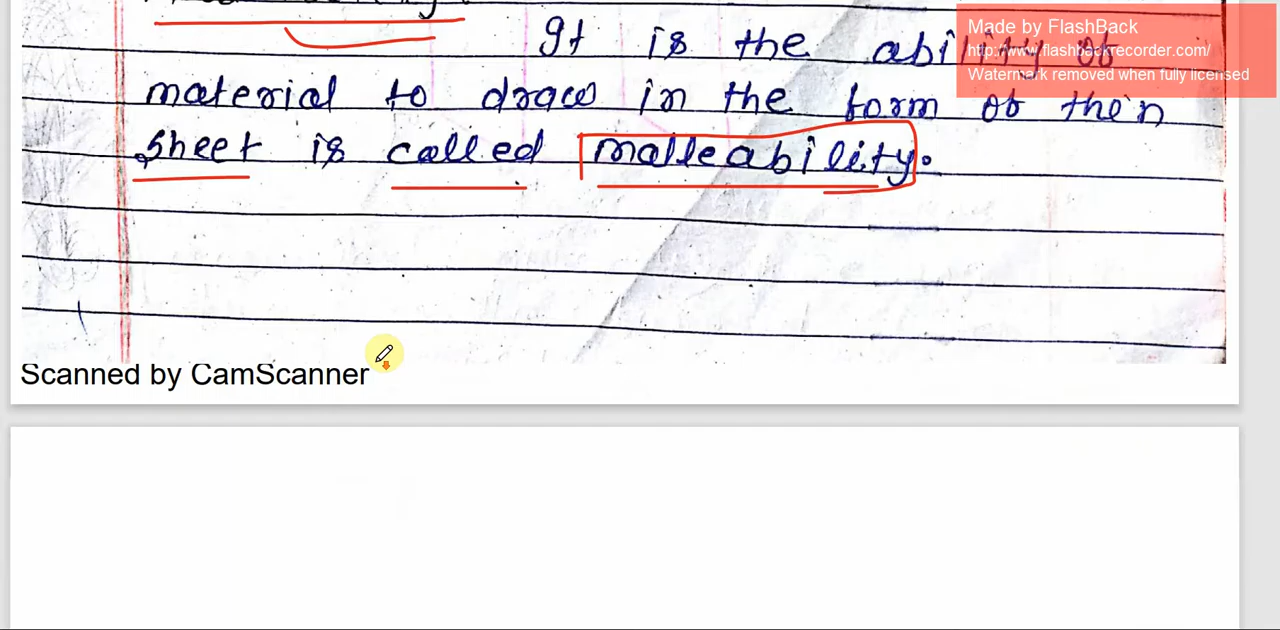 It is the ability of
material to draw in the form of then
sheet is called malleability.
Scanned by CamScanner
Made by FlashBack
http://www.flashbackrecorder.com/
Watermark removed when fully licensed